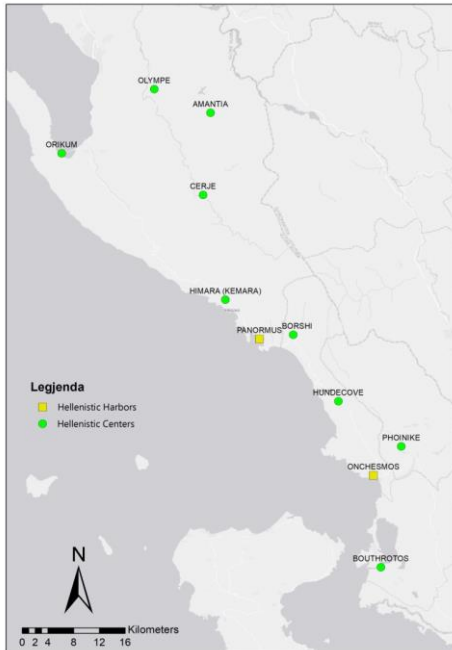 OLYMPE
AMANTIA
ORIKUM
CERJE
HIMARA (KEMARA)
PANORMUS
BORSHI
Legjenda
Hellenistic Harbors
Hellenistic Centers
HUNDECOVE
PHOINIKE
ONCHESMOS
BOUTHROTOS
N
Kilometers
0 2 4 8 12 16